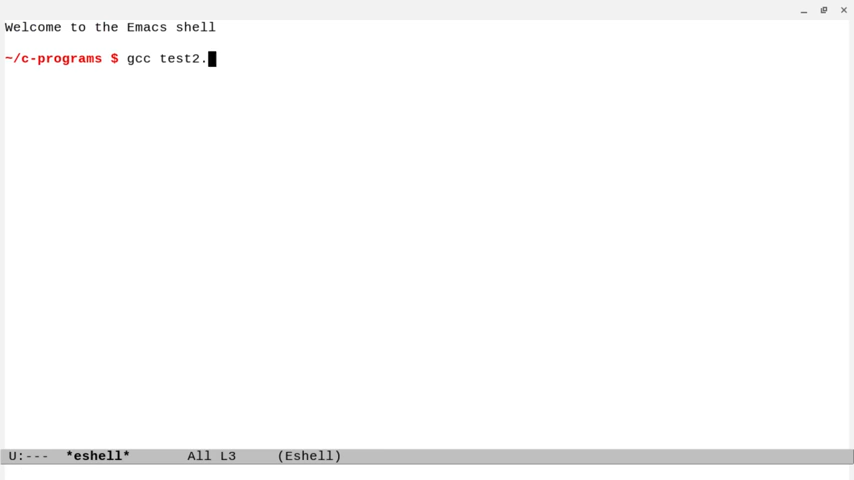 Welcome to the Emacs shell
~/c-programs $ gcc test2.
U:---  *eshell*       All L3     (Eshell)